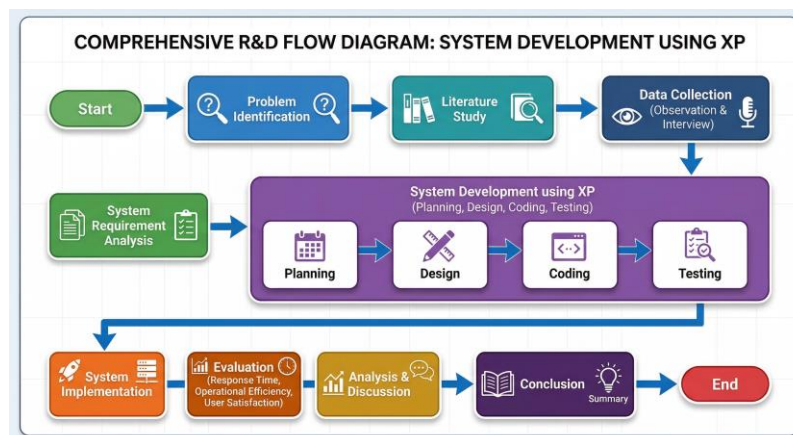 COMPREHENSIVE R&D FLOW DIAGRAM: SYSTEM DEVELOPMENT USING XP
Start
Problem
Identification
Literature
Study
Data Collection
(Observation &
Interview)
System
Requirement
Analysis
System Development using XP
(Planning, Design, Coding, Testing)
Planning
Design
Coding
Testing
System
Implementation
Evaluation
(Response Time,
Operational Efficiency,
User Satisfaction)
Analysis &
Discussion
Conclusion
Summary
End